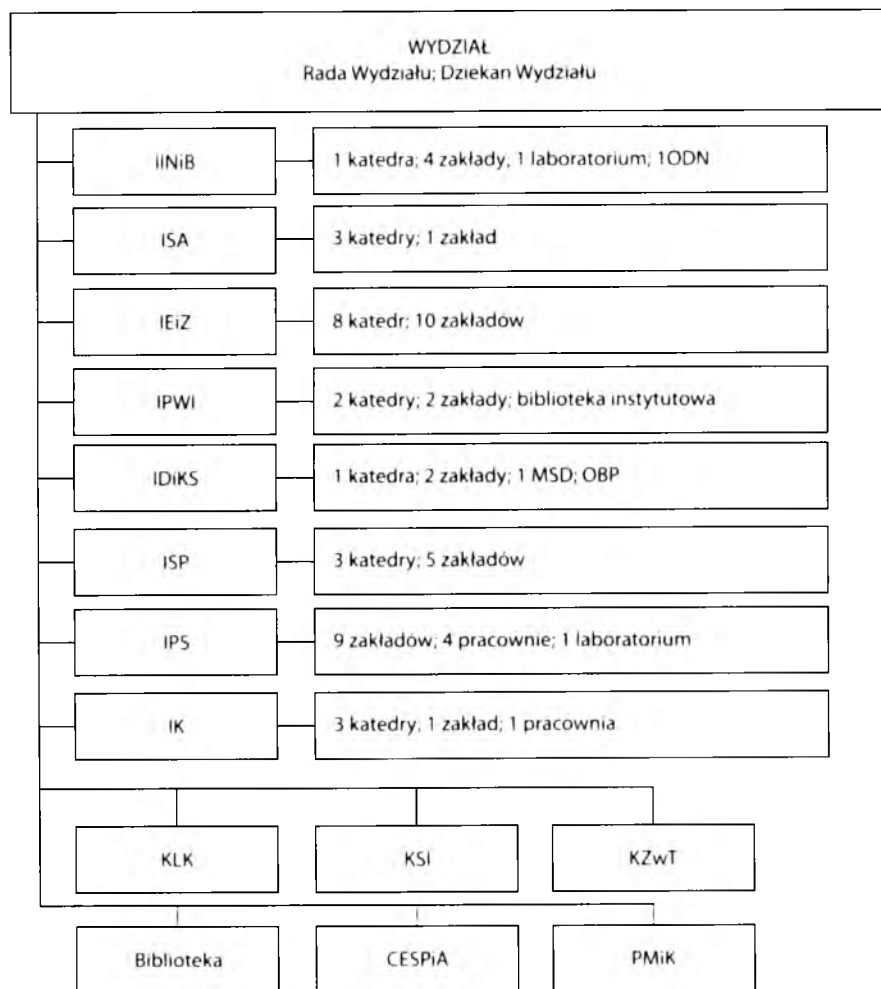 WYDZIAŁ
Rada Wydziału; Dziekan Wydziału
IINiB
1 katedra; 4 zakłady, 1 laboratorium; 1ODN
ISA
3 katedry; 1 zakład
IEiZ
8 katedr; 10 zakładów
IPWI
2 katedry; 2 zakłady; biblioteka instytutowa
IDiKS
1 katedra; 2 zakłady; 1 MSD; OBP
ISP
3 katedry; 5 zakładów
IPS
9 zakładów; 4 pracownie; 1 laboratorium
IK
3 katedry; 1 zakład; 1 pracownia
KLK
KSI
KZwT
Biblioteka
CESPiA
PMiK